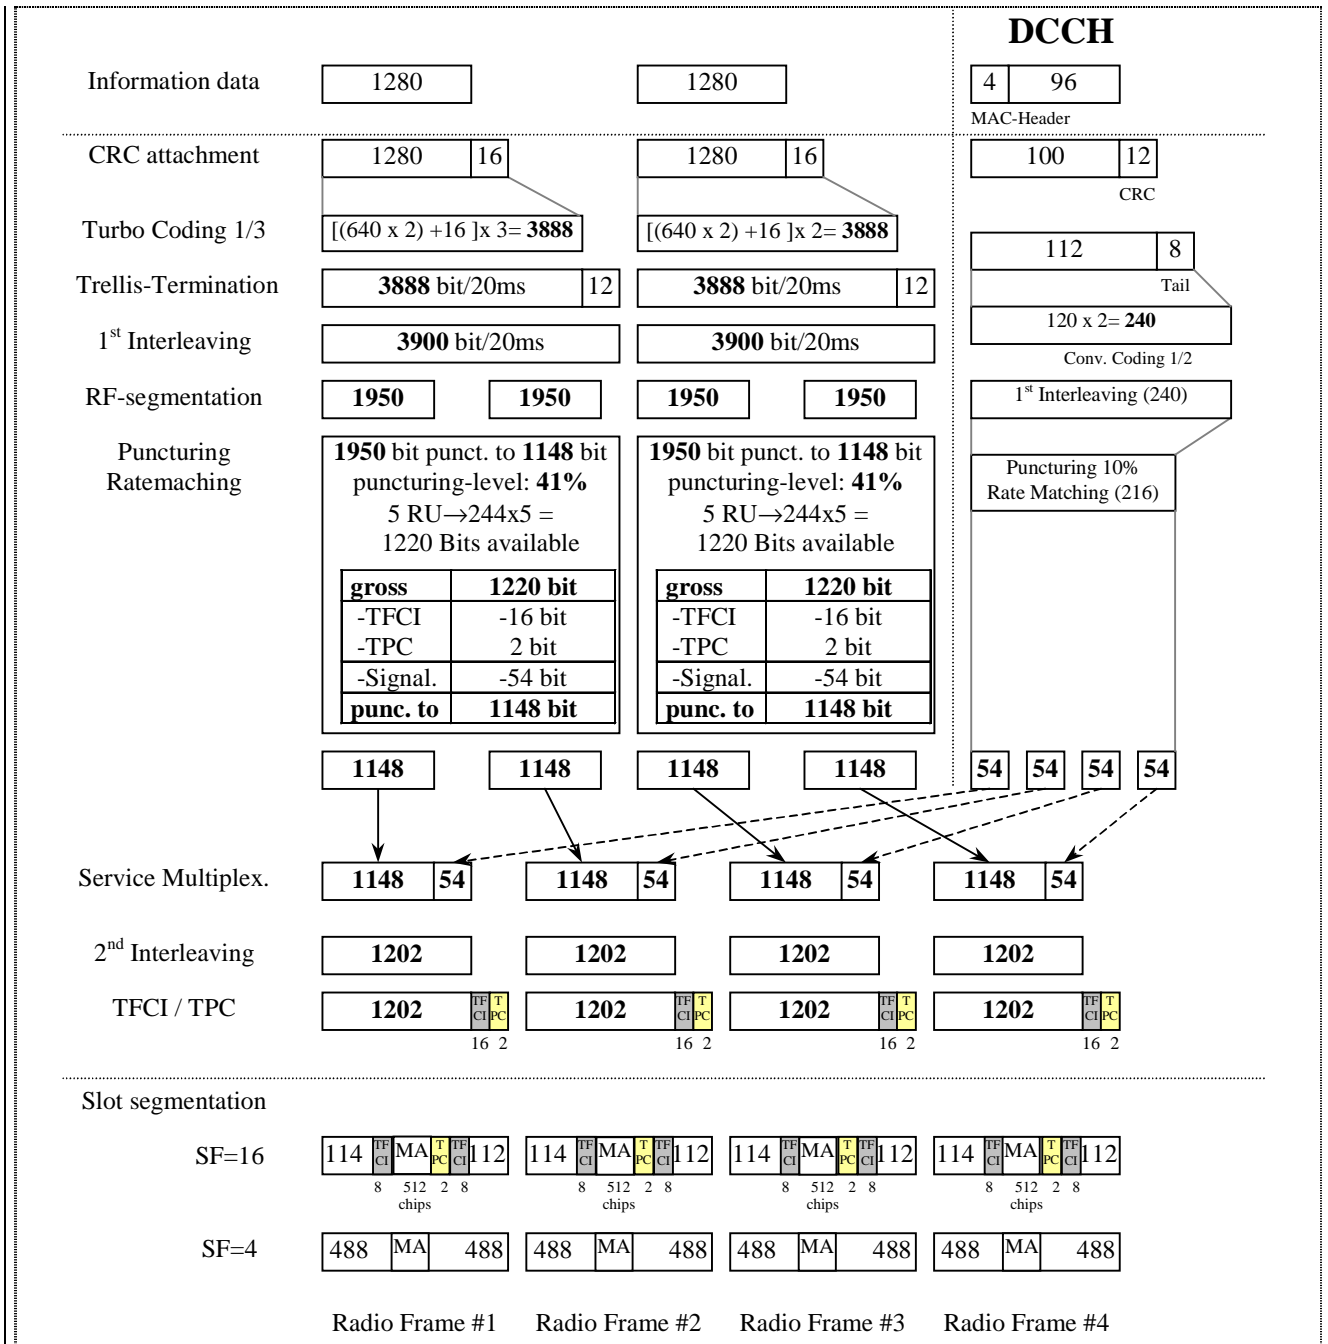 DCCH
Information data 1280 1280 4 96
MAC-Header
CRC attachment 1280 16 1280 16 100 12
CRC
Turbo Coding 1/3 [(640 x 2) +16 ]x 3= 3888 [(640 x 2) +16 ]x 2= 3888
112 8
Tail
Trellis-Termination 3888 bit/20ms 12 3888 bit/20ms 12
120 x 2= 240
Conv. Coding 1/2
1st Interleaving 3900 bit/20ms 3900 bit/20ms
RF-segmentation 1950 1950 1950 1950 1st Interleaving (240)
Puncturing
Ratemaching
1950 bit punct. to 1148 bit
puncturing-level: 41%
5 RU→244x5 =
1220 Bits available
gross 1220 bit
-TFCI -16 bit
-TPC 2 bit
-Signal. -54 bit
punc. to 1148 bit
1950 bit punct. to 1148 bit
puncturing-level: 41%
5 RU→244x5 =
1220 Bits available
gross 1220 bit
-TFCI -16 bit
-TPC 2 bit
-Signal. -54 bit
punc. to 1148 bit
Puncturing 10%
Rate Matching (216)
1148 1148 1148 1148 54 54 54 54
Service Multiplex. 1148 54 1148 54 1148 54 1148 54
2nd Interleaving 1202 1202 1202 1202
TFCI / TPC 1202 TF CI T PC 1202 TF CI T PC 1202 TF CI T PC 1202 TF CI T PC
16 2 16 2 16 2 16 2
Slot segmentation
SF=16 114 TF CI MA T PC TF CI 112 114 TF CI MA T PC TF CI 112 114 TF CI MA T PC TF CI 112 114 TF CI MA T PC TF CI 112
8 512 2 8 8 512 2 8 8 512 2 8 8 512 2 8
chips chips chips chips
SF=4 488 MA 488 488 MA 488 488 MA 488 488 MA 488
Radio Frame #1 Radio Frame #2 Radio Frame #3 Radio Frame #4